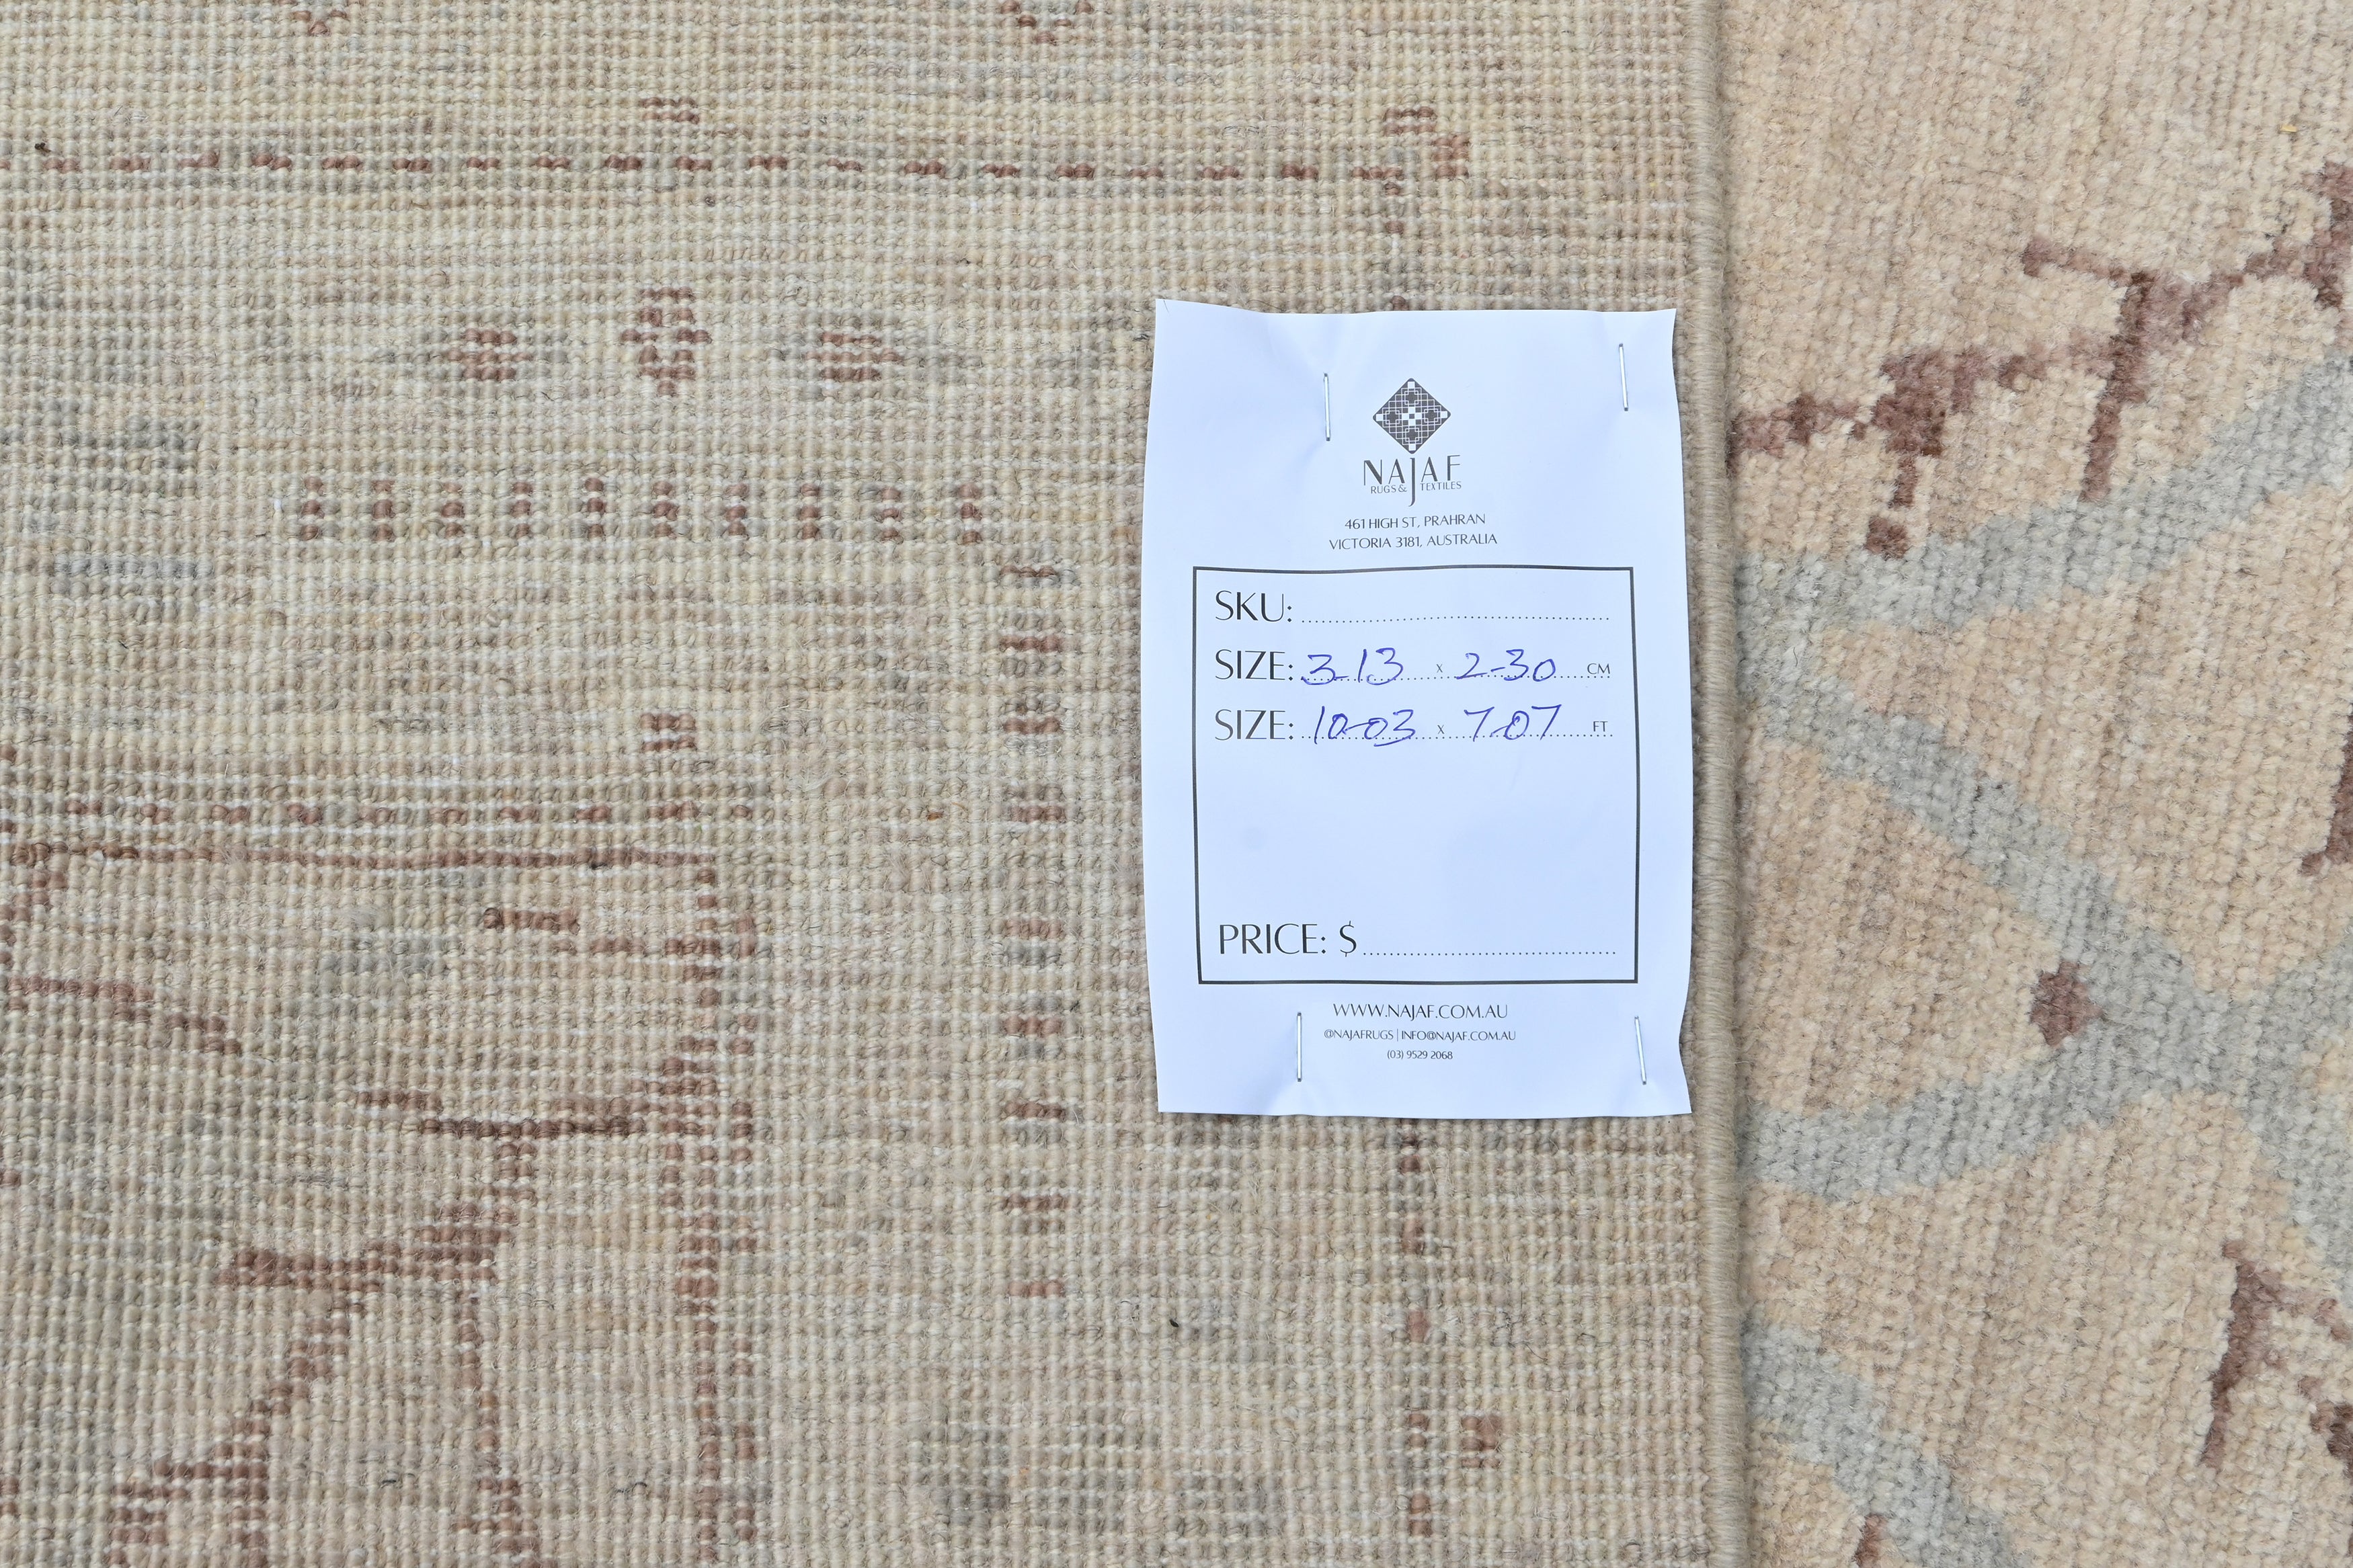 NAJAF
RUGS & TEXTILES
461 HIGH ST, PRAHRAN
VICTORIA 3181, AUSTRALIA
SKU:
SIZE: 3-13 x 2-30 CM
SIZE: 10-03 x 7-07 FT
PRICE: $
WWW.NAJAF.COM.AU
@NAJAFRUGS | INFO@NAJAF.COM.AU
(03) 9529 2068